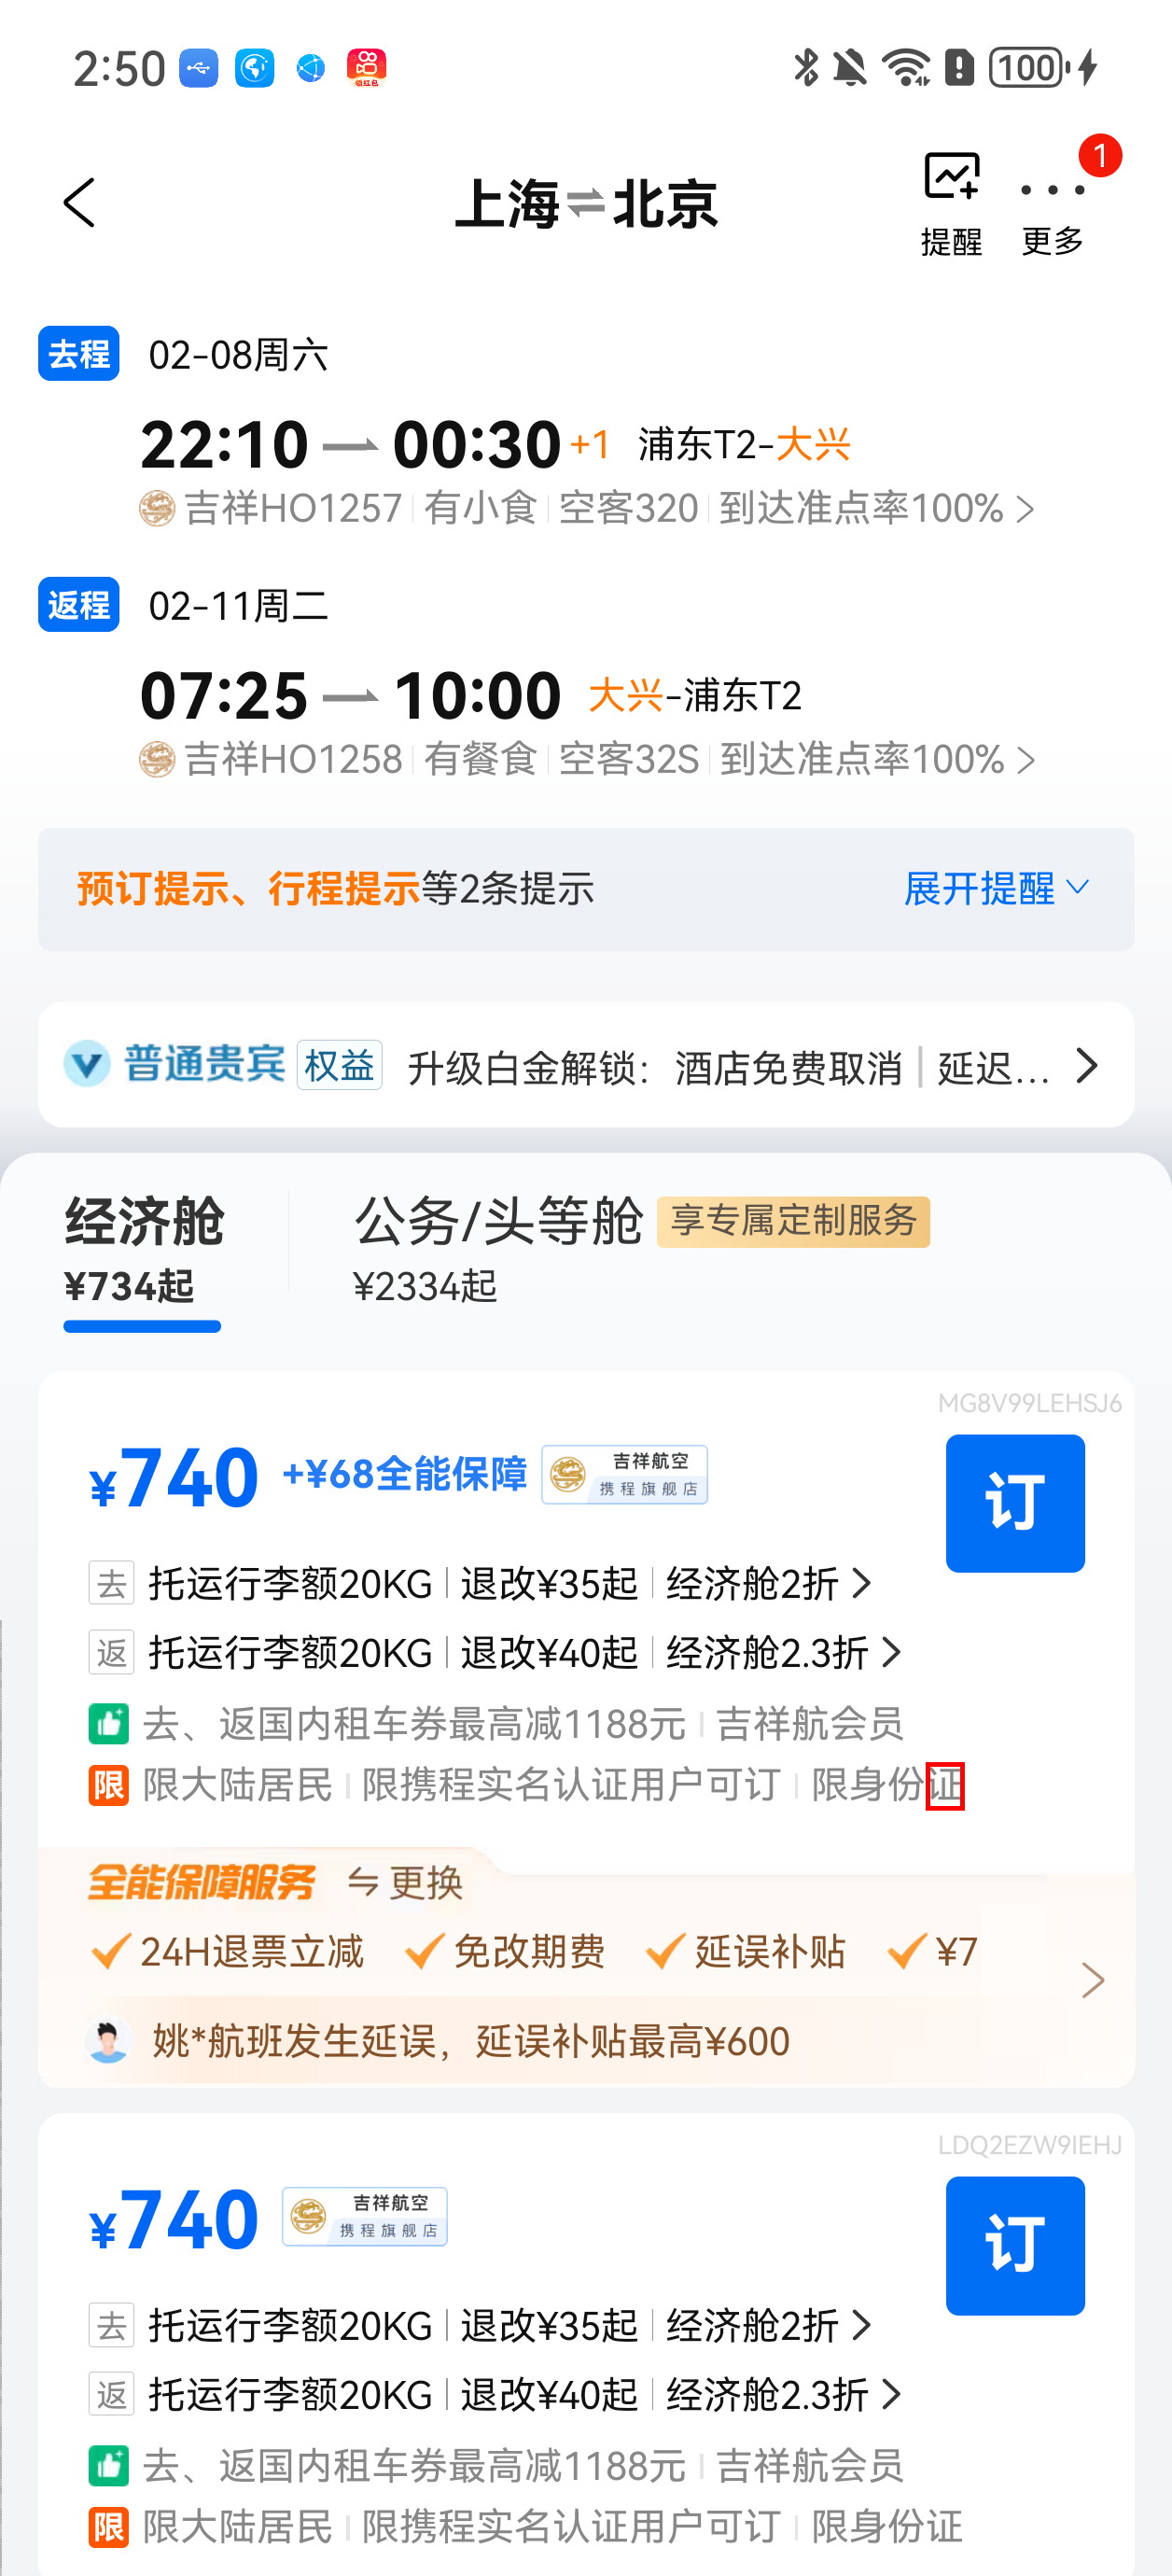 2:50 领红包 100
上海⇌北京
提醒 更多 1
去程 02-08周六
22:10 00:30 +1 浦东T2-大兴
吉祥HO1257 有小食 空客320 到达准点率100%
返程 02-11周二
07:25 10:00 大兴-浦东T2
吉祥HO1258 有餐食 空客32S 到达准点率100%
预订提示、行程提示等2条提示 展开提醒
普通贵宾 权益 升级白金解锁：酒店免费取消 | 延迟...
经济舱 公务/头等舱 享专属定制服务
¥734起 ¥2334起
MG8V99LEHSJ6
¥740 +¥68全能保障 吉祥航空 携程旗舰店 订
去 托运行李额20KG 退改¥35起 经济舱2折
返 托运行李额20KG 退改¥40起 经济舱2.3折
去、返国内租车券最高减1188元 吉祥航会员
限 限大陆居民 限携程实名认证用户可订 限身份证
全能保障服务 更换
24H退票立减 免改期费 延误补贴 ¥7
姚*航班发生延误，延误补贴最高¥600
LDQ2EZW9IEHJ
¥740 吉祥航空 携程旗舰店 订
去 托运行李额20KG 退改¥35起 经济舱2折
返 托运行李额20KG 退改¥40起 经济舱2.3折
去、返国内租车券最高减1188元 吉祥航会员
限 限大陆居民 限携程实名认证用户可订 限身份证